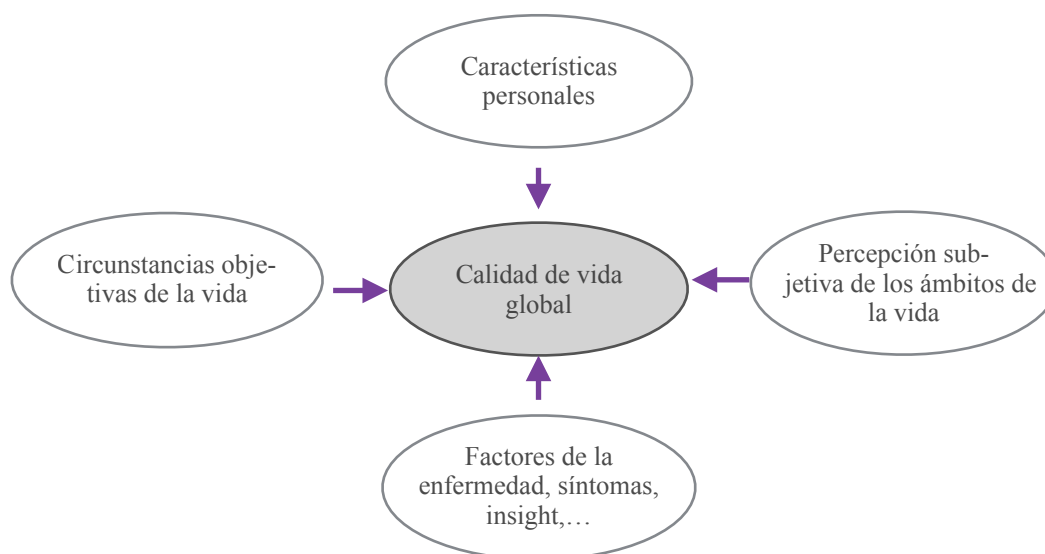 Características
personales
Circunstancias obje-
tivas de la vida
Calidad de vida
global
Percepción sub-
jetiva de los ámbitos de
la vida
Factores de la
enfermedad, síntomas,
insight,…